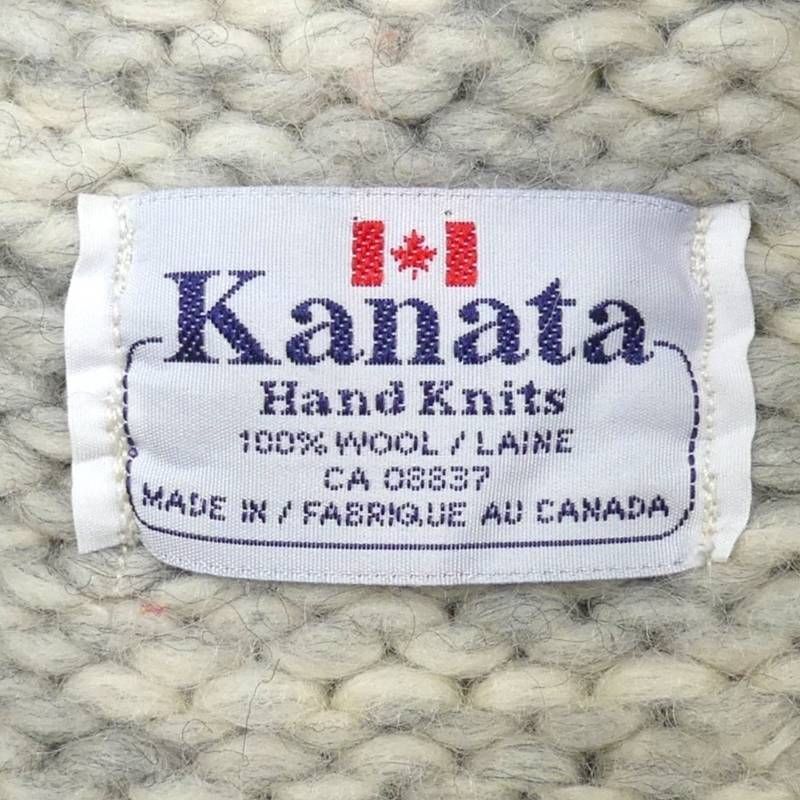 Kanata
Hand Knits
100% WOOL / LAINE
CA 08837
MADE IN / FABRIQUE AU CANADA